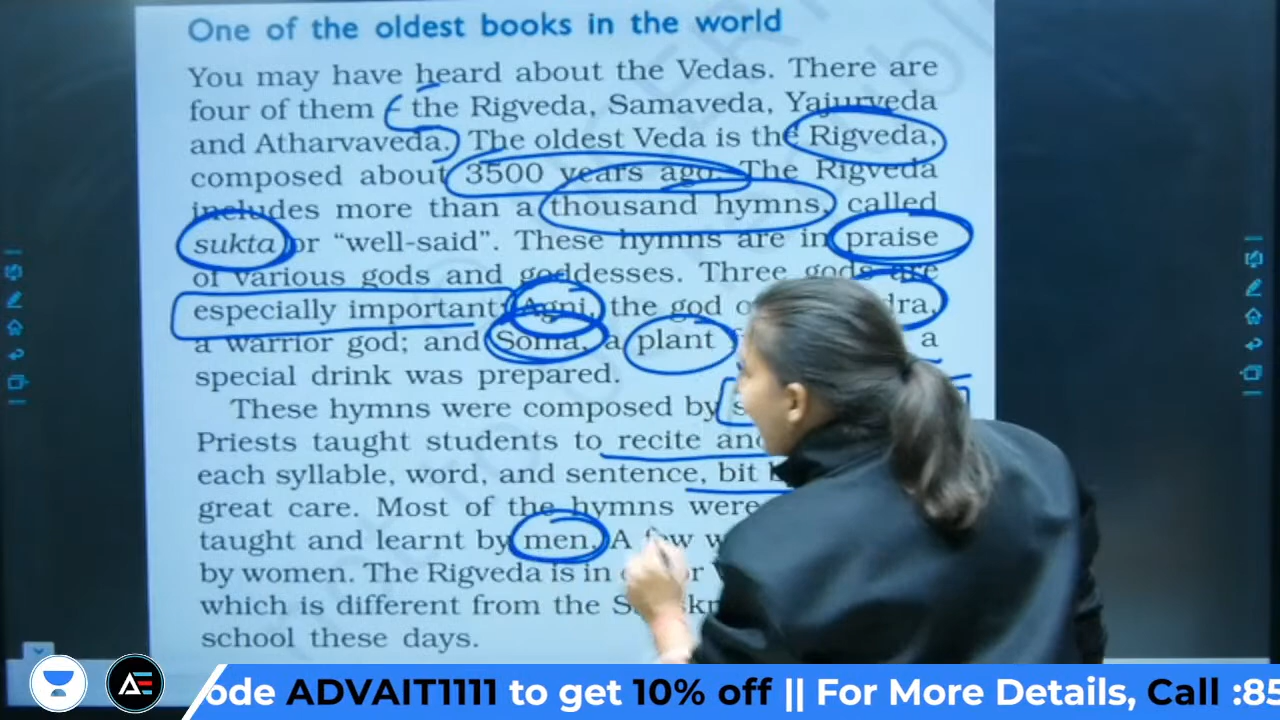 One of the oldest books in the world
You may have heard about the Vedas. There are
four of them – the Rigveda, Samaveda, Yajurveda
and Atharvaveda. The oldest Veda is the Rigveda,
composed about 3500 years ago. The Rigveda
includes more than a thousand hymns, called
sukta or “well-said”. These hymns are in praise
of various gods and goddesses. Three gods are
especially important: Agni, the god
a warrior god; and Soma, a plant a
special drink was prepared.
These hymns were composed by
Priests taught students to recite and
each syllable, word, and sentence, bit
great care. Most of the hymns were
taught and learnt by men. A few
by women. The Rigveda is in
which is different from the
school these days.
ode ADVAIT1111 to get 10% off || For More Details, Call :85